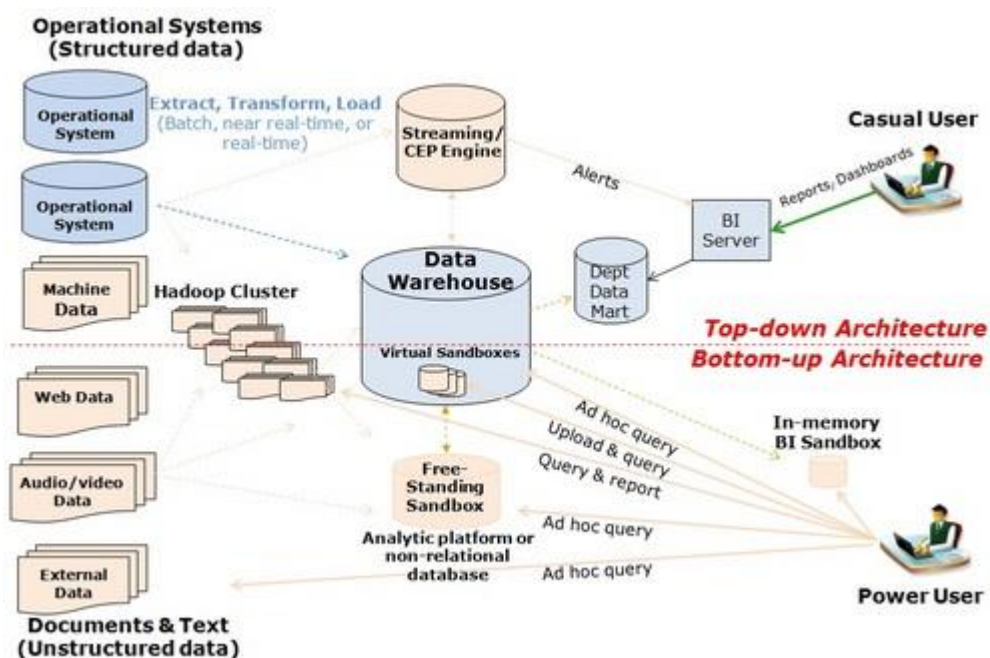 Operational Systems
(Structured data)
Operational
System
Extract, Transform, Load
(Batch, near real-time, or
real-time)
Streaming/
CEP Engine
Casual User
Reports, Dashboards
Alerts
Operational
System
BI
Server
Data
Warehouse
Dept
Data
Mart
Machine
Data
Hadoop Cluster
Top-down Architecture
Virtual Sandboxes
Bottom-up Architecture
Web Data
Ad hoc query
Upload & query
Query & report
In-memory
BI Sandbox
Audio/video
Data
Free-
Standing
Sandbox
Ad hoc query
Analytic platform or
non-relational
database
External
Data
Ad hoc query
Power User
Documents & Text
(Unstructured data)